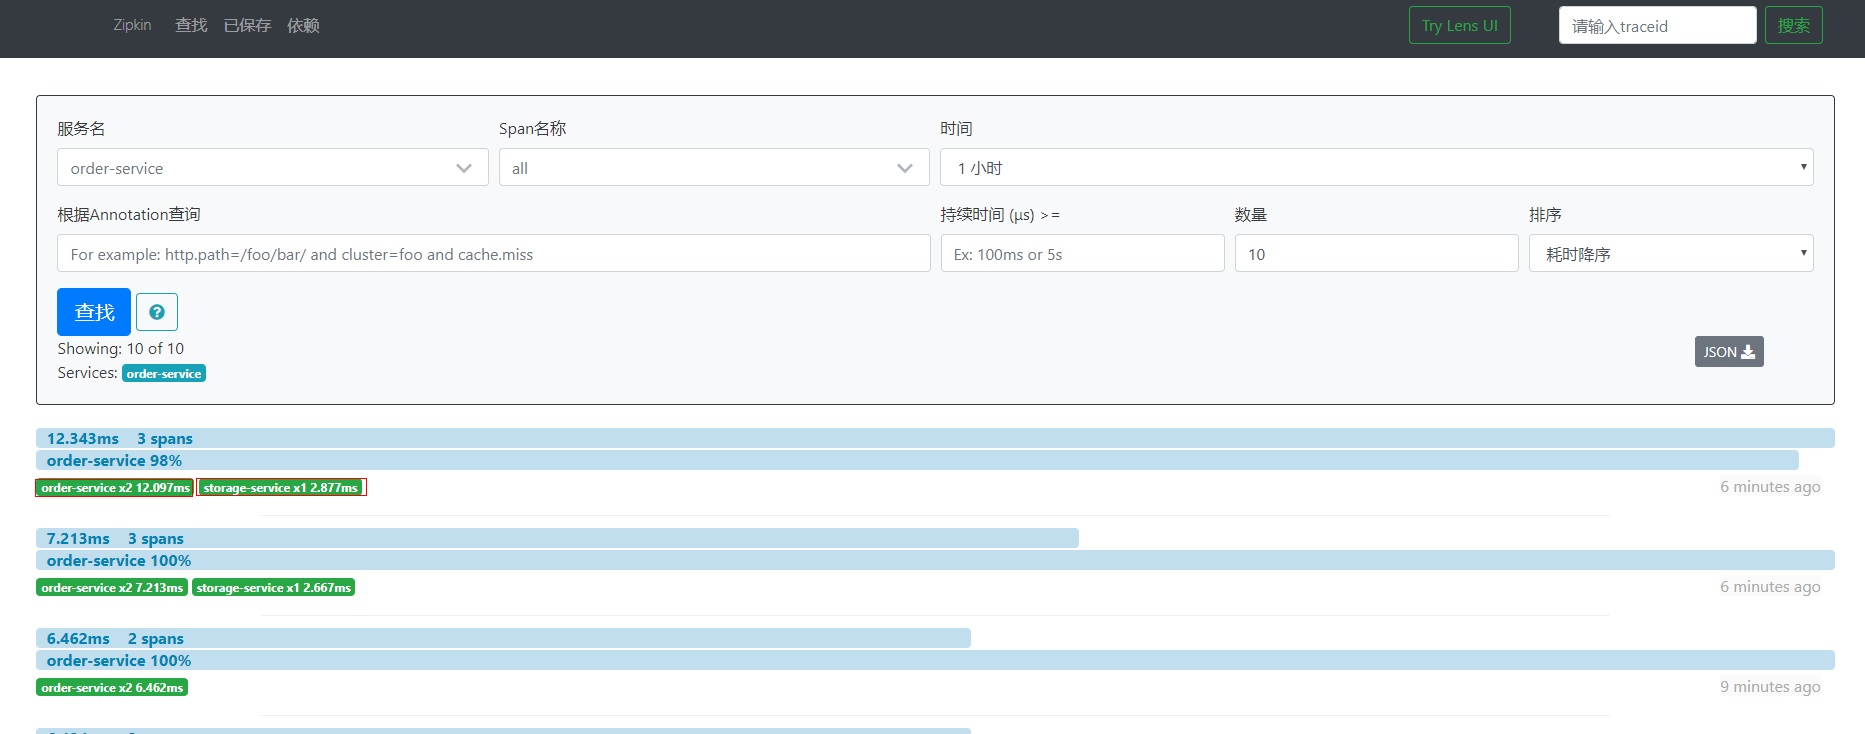 Zipkin 查找 已保存 依赖 Try Lens UI 请输入traceid 搜索
服务名 Span名称 时间
order-service all 1 小时
根据Annotation查询 持续时间 (μs) >= 数量 排序
For example: http.path=/foo/bar/ and cluster=foo and cache.miss Ex: 100ms or 5s 10 耗时降序
查找
Showing: 10 of 10
JSON
Services: order-service
12.343ms 3 spans
order-service 98%
order-service x2 12.097ms storage-service x1 2.877ms 6 minutes ago
7.213ms 3 spans
order-service 100%
order-service x2 7.213ms storage-service x1 2.667ms 6 minutes ago
6.462ms 2 spans
order-service 100%
order-service x2 6.462ms 9 minutes ago